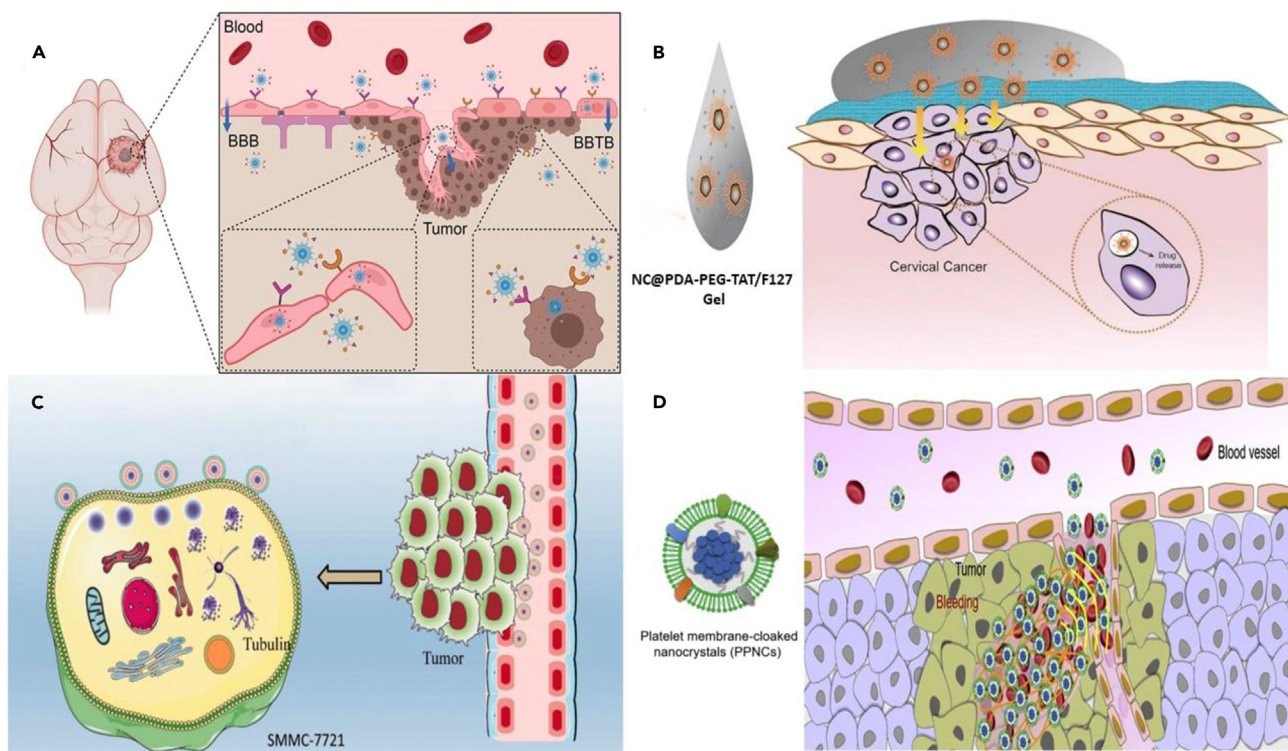 A
Blood
BBB
BBTB
Tumor
B
NC@PDA-PEG-TAT/F127
Gel
Cervical Cancer
Drug
release
C
Tubulin
Tumor
SMMC-7721
D
Blood vessel
Tumor
Bleeding
Platelet membrane-cloaked
nanocrystals (PPNCs)